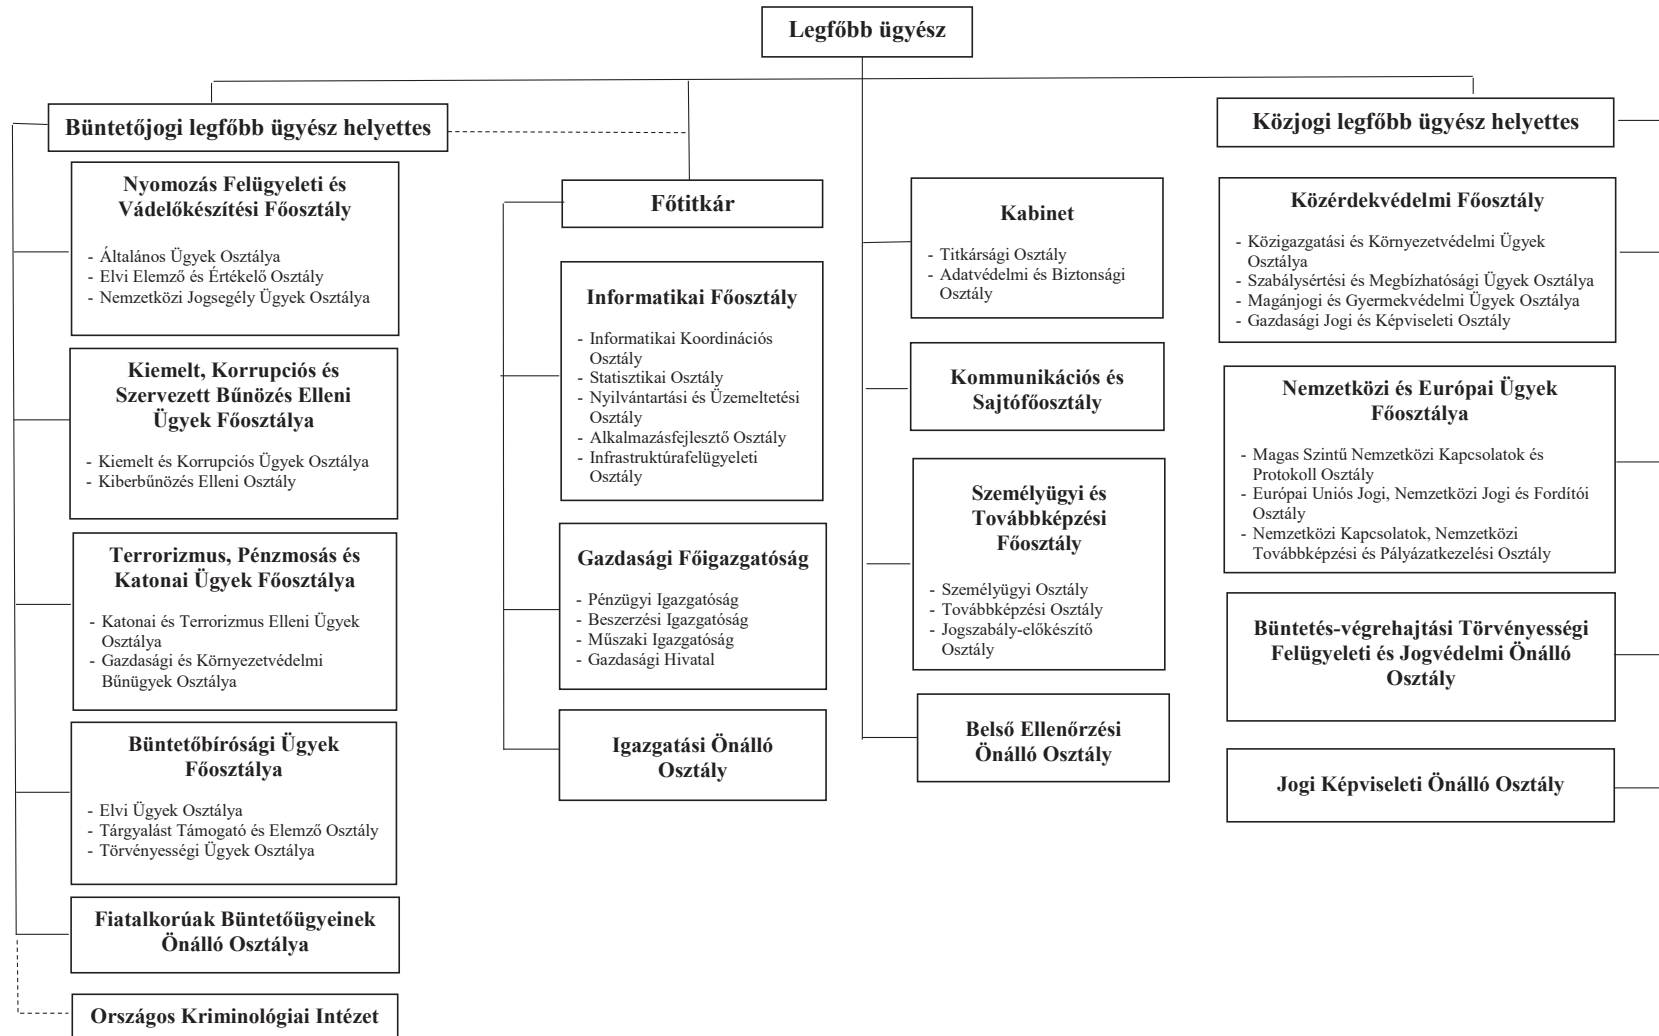 Legfőbb ügyész
Büntetőjogi legfőbb ügyész helyettes
Nyomozás Felügyeleti és
Vádelőkészítési Főosztály
- Általános Ügyek Osztálya
- Elvi Elemző és Értékelő Osztály
- Nemzetközi Jogsegély Ügyek Osztálya
Kiemelt, Korrupciós és
Szervezett Bűnözés Elleni
Ügyek Főosztálya
- Kiemelt és Korrupciós Ügyek Osztálya
- Kiberbűnözés Elleni Osztály
Terrorizmus, Pénzmosás és
Katonai Ügyek Főosztálya
- Katonai és Terrorizmus Elleni Ügyek
Osztálya
- Gazdasági és Környezetvédelmi
Bűnügyek Osztálya
Büntetőbírósági Ügyek
Főosztálya
- Elvi Ügyek Osztálya
- Tárgyalást Támogató és Elemző Osztály
- Törvényességi Ügyek Osztálya
Fiatalkorúak Büntetőügyeinek
Önálló Osztálya
Országos Kriminológiai Intézet
Főtitkár
Informatikai Főosztály
- Informatikai Koordinációs
Osztály
- Statisztikai Osztály
- Nyilvántartási és Üzemeltetési
Osztály
- Alkalmazásfejlesztő Osztály
- Infrastruktúrafelügyeleti
Osztály
Gazdasági Főigazgatóság
- Pénzügyi Igazgatóság
- Beszerzési Igazgatóság
- Műszaki Igazgatóság
- Gazdasági Hivatal
Igazgatási Önálló
Osztály
Kabinet
- Titkársági Osztály
- Adatvédelmi és Biztonsági
Osztály
Kommunikációs és
Sajtófőosztály
Személyügyi és
Továbbképzési
Főosztály
- Személyügyi Osztály
- Továbbképzési Osztály
- Jogszabály-előkészítő
Osztály
Belső Ellenőrzési
Önálló Osztály
Közjogi legfőbb ügyész helyettes
Közérdekvédelmi Főosztály
- Közigazgatási és Környezetvédelmi Ügyek
Osztálya
- Szabálysértési és Megbízhatósági Ügyek Osztálya
- Magánjogi és Gyermekvédelmi Ügyek Osztálya
- Gazdasági Jogi és Képviseleti Osztály
Nemzetközi és Európai Ügyek
Főosztálya
- Magas Szintű Nemzetközi Kapcsolatok és
Protokoll Osztály
- Európai Uniós Jogi, Nemzetközi Jogi és Fordítói
Osztály
- Nemzetközi Kapcsolatok, Nemzetközi
Továbbképzési és Pályázatkezelési Osztály
Büntetés-végrehajtási Törvényességi
Felügyeleti és Jogvédelmi Önálló
Osztály
Jogi Képviseleti Önálló Osztály